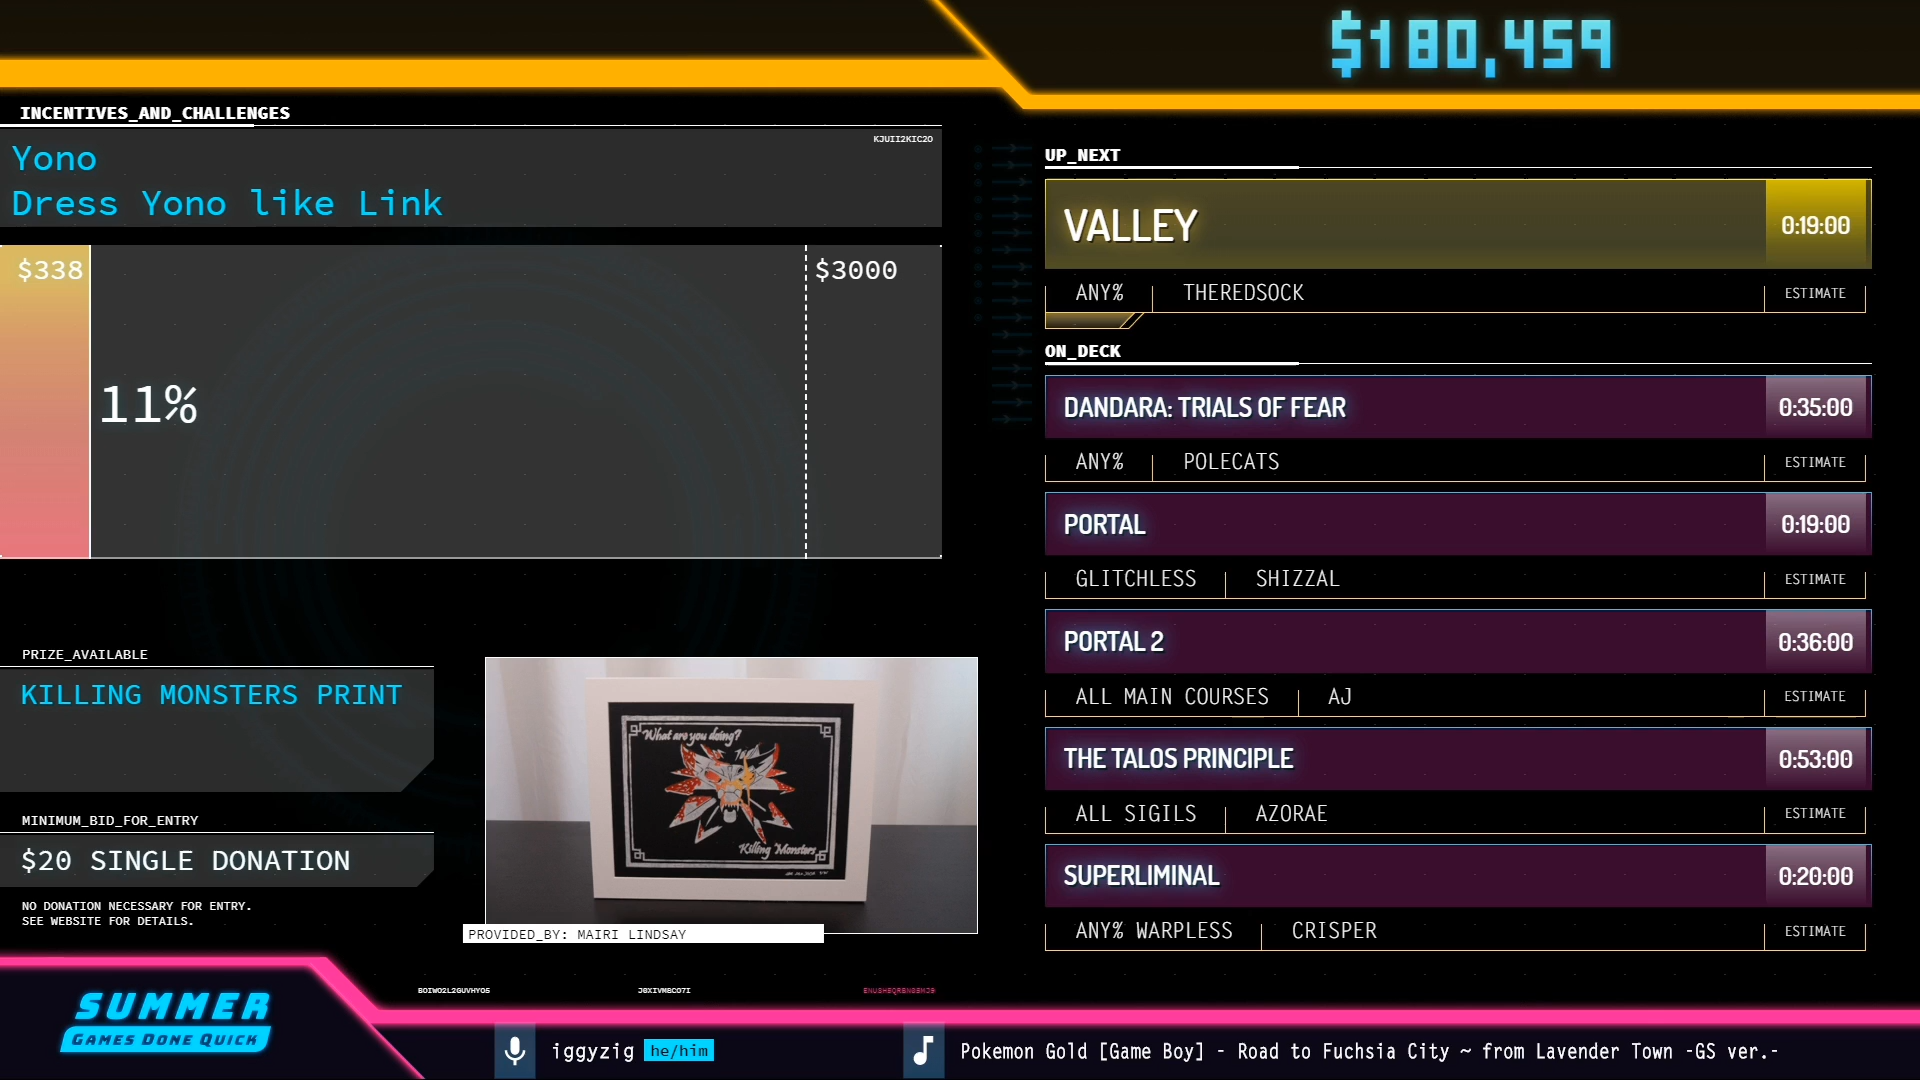 $180,459
INCENTIVES_AND_CHALLENGES
KJUII2KIC2O
Yono
Dress Yono like Link
$338
$3000
11%
PRIZE_AVAILABLE
KILLING MONSTERS PRINT
MINIMUM_BID_FOR_ENTRY
$20 SINGLE DONATION
NO DONATION NECESSARY FOR ENTRY.
SEE WEBSITE FOR DETAILS.
What are you doing?
Killing Monsters
PROVIDED_BY: MAIRI LINDSAY
UP_NEXT
VALLEY
0:19:00
ANY%
THEREDSOCK
ESTIMATE
ON_DECK
DANDARA: TRIALS OF FEAR
0:35:00
ANY%
POLECATS
ESTIMATE
PORTAL
0:19:00
GLITCHLESS
SHIZZAL
ESTIMATE
PORTAL 2
0:36:00
ALL MAIN COURSES
AJ
ESTIMATE
THE TALOS PRINCIPLE
0:53:00
ALL SIGILS
AZORAE
ESTIMATE
SUPERLIMINAL
0:20:00
ANY% WARPLESS
CRISPER
ESTIMATE
SUMMER
GAMES DONE QUICK
iggyzig he/him
Pokemon Gold [Game Boy] - Road to Fuchsia City ~ from Lavender Town -GS ver.-